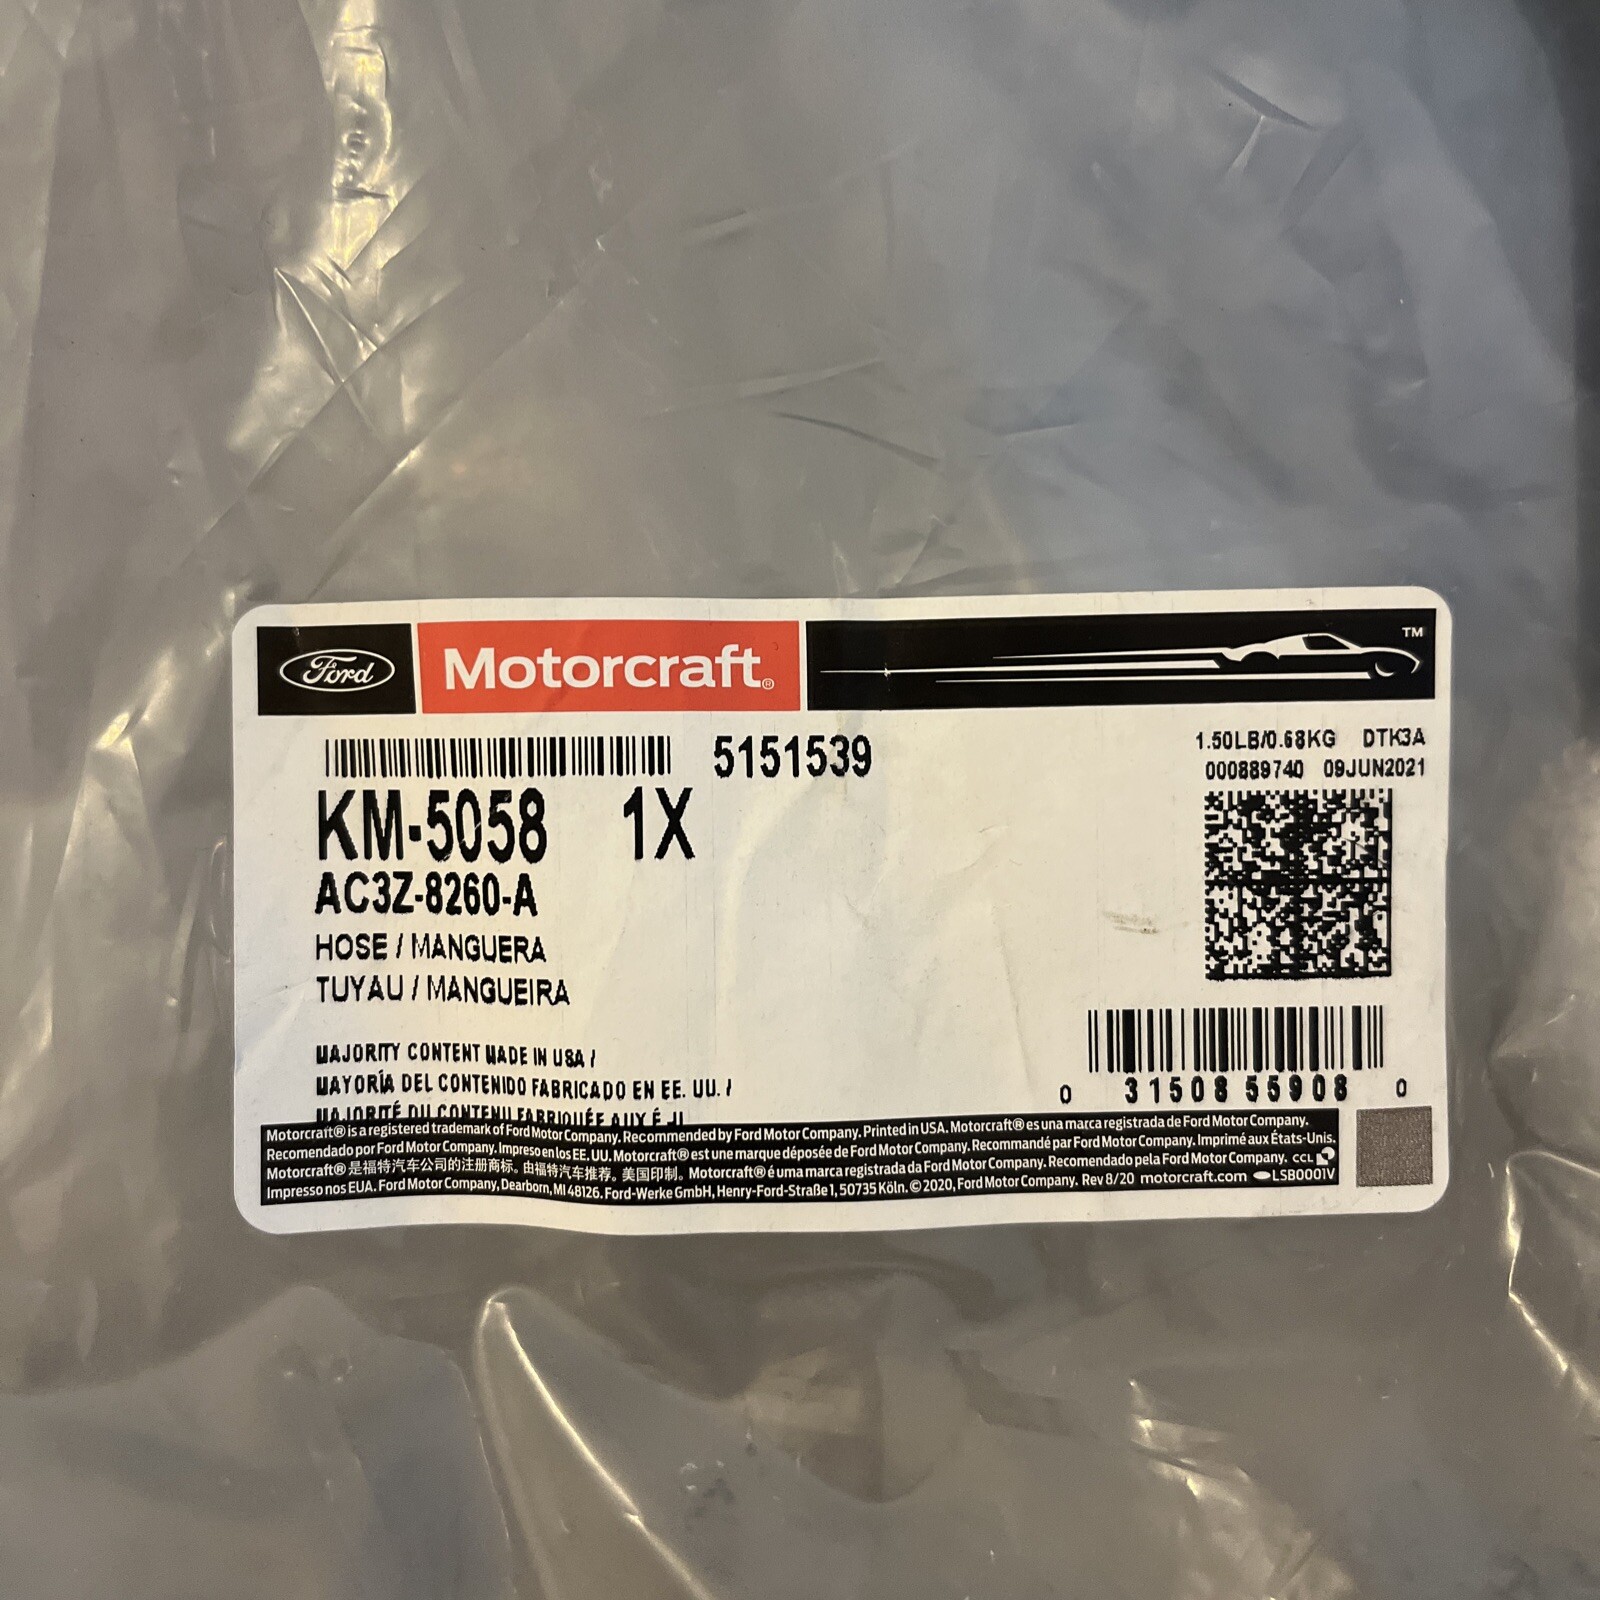 Ford
Motorcraft®
TM
5151539
1.50LB/0.68KG DTK3A
000889740 09JUN2021
KM-5058 1X
AC3Z-8260-A
HOSE / MANGUERA
TUYAU / MANGUEIRA
0 31508 55908 0
MAJORITY CONTENT MADE IN USA /
MAYORÍA DEL CONTENIDO FABRICADO EN EE. UU. /
MAJORITÉ DU CONTENU FABRIQUÉE AUX É.-U.
Motorcraft® is a registered trademark of Ford Motor Company. Recommended by Ford Motor Company. Printed in USA. Motorcraft® es una marca registrada de Ford Motor Company.
Recomendado por Ford Motor Company. Impreso en los EE. UU. Motorcraft® est une marque déposée de Ford Motor Company. Recommandé par Ford Motor Company. Imprimé aux États-Unis.
Motorcraft® 是福特汽车公司的注册商标。由福特汽车推荐。美国印制。 Motorcraft® é uma marca registrada da Ford Motor Company. Recomendado pela Ford Motor Company. CCL
Impresso nos EUA. Ford Motor Company, Dearborn, MI 48126. Ford-Werke GmbH, Henry-Ford-Straße 1, 50735 Köln. © 2020, Ford Motor Company. Rev 8/20 motorcraft.com LSB0001V